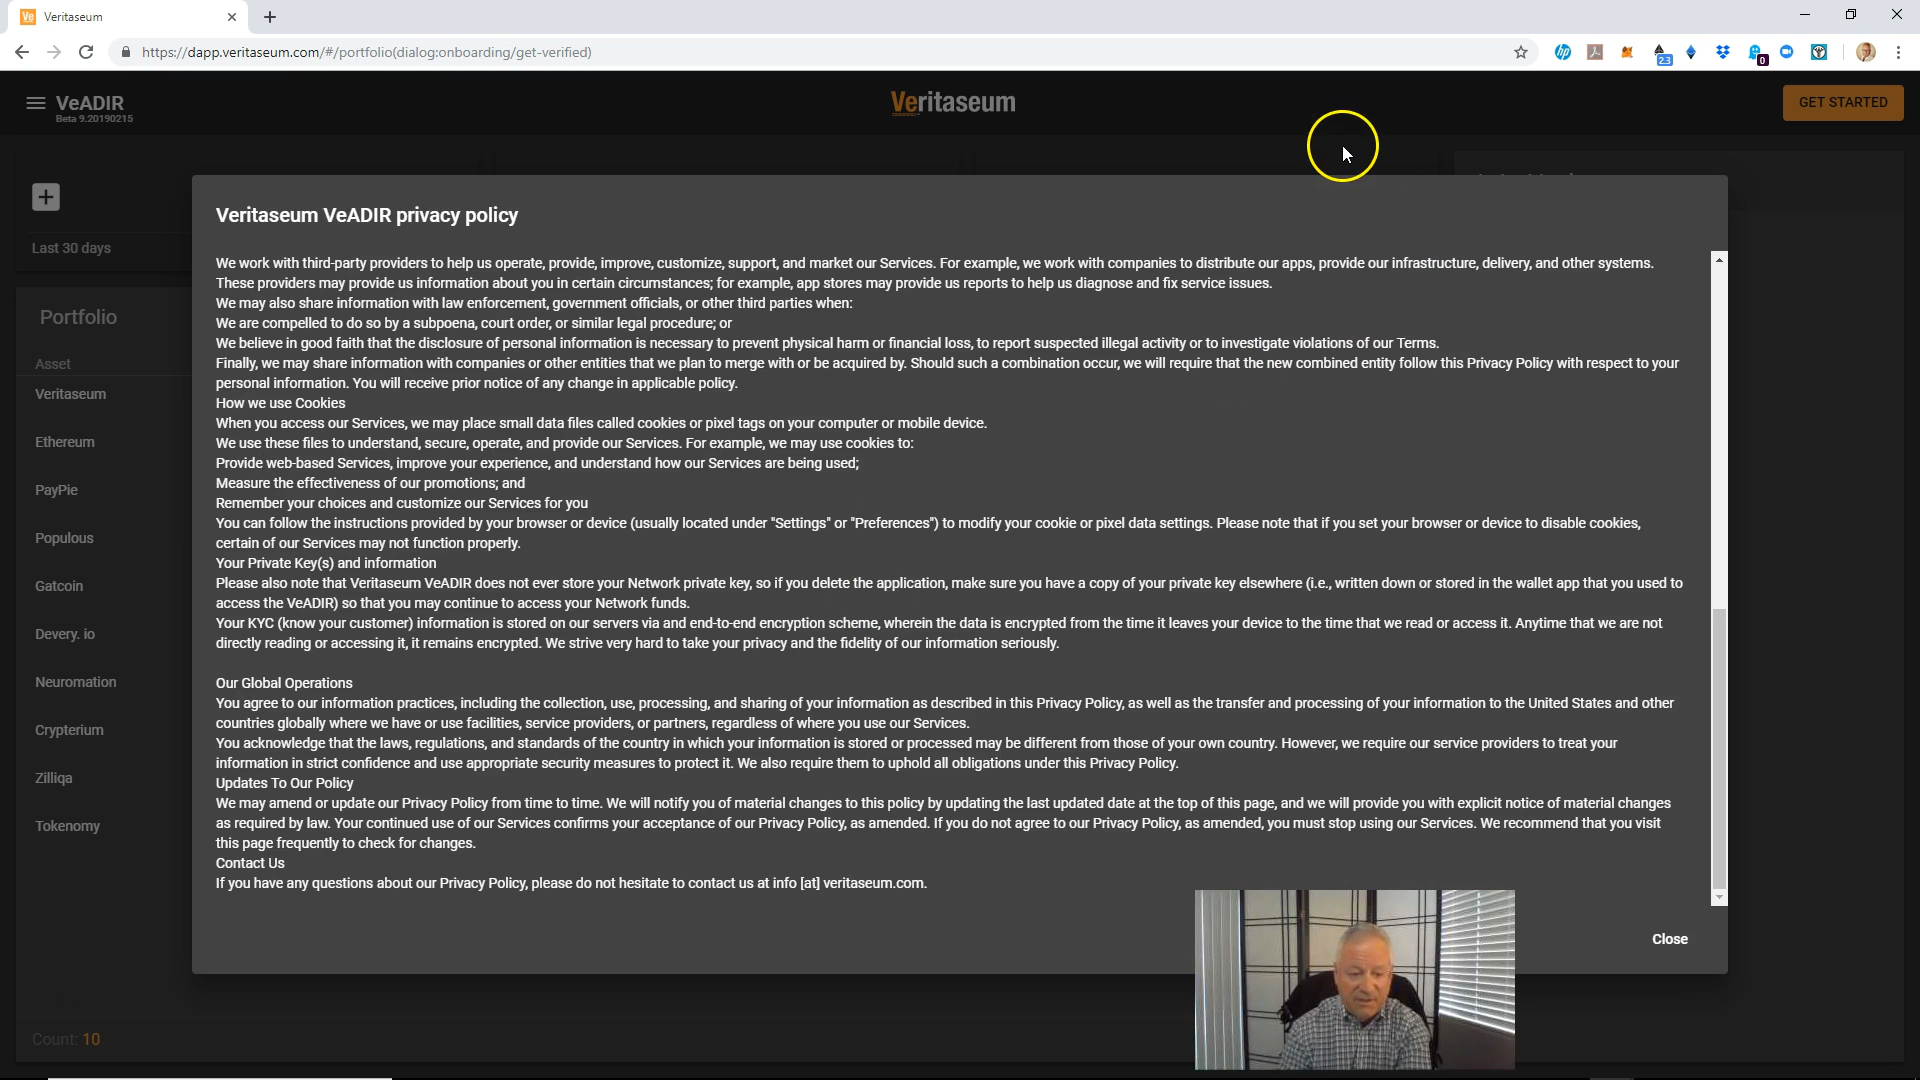 Veritaseum
https://dapp.veritaseum.com/#/portfolio(dialog:onboarding/get-verified)
23
0
VeADIR
Beta 9.20190215
Veritaseum
GET STARTED
Last 30 days
Portfolio
Asset
Veritaseum
Ethereum
PayPie
Populous
Gatcoin
Devery. io
Neuromation
Crypterium
Zilliqa
Tokenomy
Count: 10
Veritaseum VeADIR privacy policy
We work with third-party providers to help us operate, provide, improve, customize, support, and market our Services. For example, we work with companies to distribute our apps, provide our infrastructure, delivery, and other systems.
These providers may provide us information about you in certain circumstances; for example, app stores may provide us reports to help us diagnose and fix service issues.
We may also share information with law enforcement, government officials, or other third parties when:
We are compelled to do so by a subpoena, court order, or similar legal procedure; or
We believe in good faith that the disclosure of personal information is necessary to prevent physical harm or financial loss, to report suspected illegal activity or to investigate violations of our Terms.
Finally, we may share information with companies or other entities that we plan to merge with or be acquired by. Should such a combination occur, we will require that the new combined entity follow this Privacy Policy with respect to your
personal information. You will receive prior notice of any change in applicable policy.
How we use Cookies
When you access our Services, we may place small data files called cookies or pixel tags on your computer or mobile device.
We use these files to understand, secure, operate, and provide our Services. For example, we may use cookies to:
Provide web-based Services, improve your experience, and understand how our Services are being used;
Measure the effectiveness of our promotions; and
Remember your choices and customize our Services for you
You can follow the instructions provided by your browser or device (usually located under "Settings" or "Preferences") to modify your cookie or pixel data settings. Please note that if you set your browser or device to disable cookies,
certain of our Services may not function properly.
Your Private Key(s) and information
Please also note that Veritaseum VeADIR does not ever store your Network private key, so if you delete the application, make sure you have a copy of your private key elsewhere (i.e., written down or stored in the wallet app that you used to
access the VeADIR) so that you may continue to access your Network funds.
Your KYC (know your customer) information is stored on our servers via and end-to-end encryption scheme, wherein the data is encrypted from the time it leaves your device to the time that we read or access it. Anytime that we are not
directly reading or accessing it, it remains encrypted. We strive very hard to take your privacy and the fidelity of our information seriously.
Our Global Operations
You agree to our information practices, including the collection, use, processing, and sharing of your information as described in this Privacy Policy, as well as the transfer and processing of your information to the United States and other
countries globally where we have or use facilities, service providers, or partners, regardless of where you use our Services.
You acknowledge that the laws, regulations, and standards of the country in which your information is stored or processed may be different from those of your own country. However, we require our service providers to treat your
information in strict confidence and use appropriate security measures to protect it. We also require them to uphold all obligations under this Privacy Policy.
Updates To Our Policy
We may amend or update our Privacy Policy from time to time. We will notify you of material changes to this policy by updating the last updated date at the top of this page, and we will provide you with explicit notice of material changes
as required by law. Your continued use of our Services confirms your acceptance of our Privacy Policy, as amended. If you do not agree to our Privacy Policy, as amended, you must stop using our Services. We recommend that you visit
this page frequently to check for changes.
Contact Us
If you have any questions about our Privacy Policy, please do not hesitate to contact us at info [at] veritaseum.com.
Close